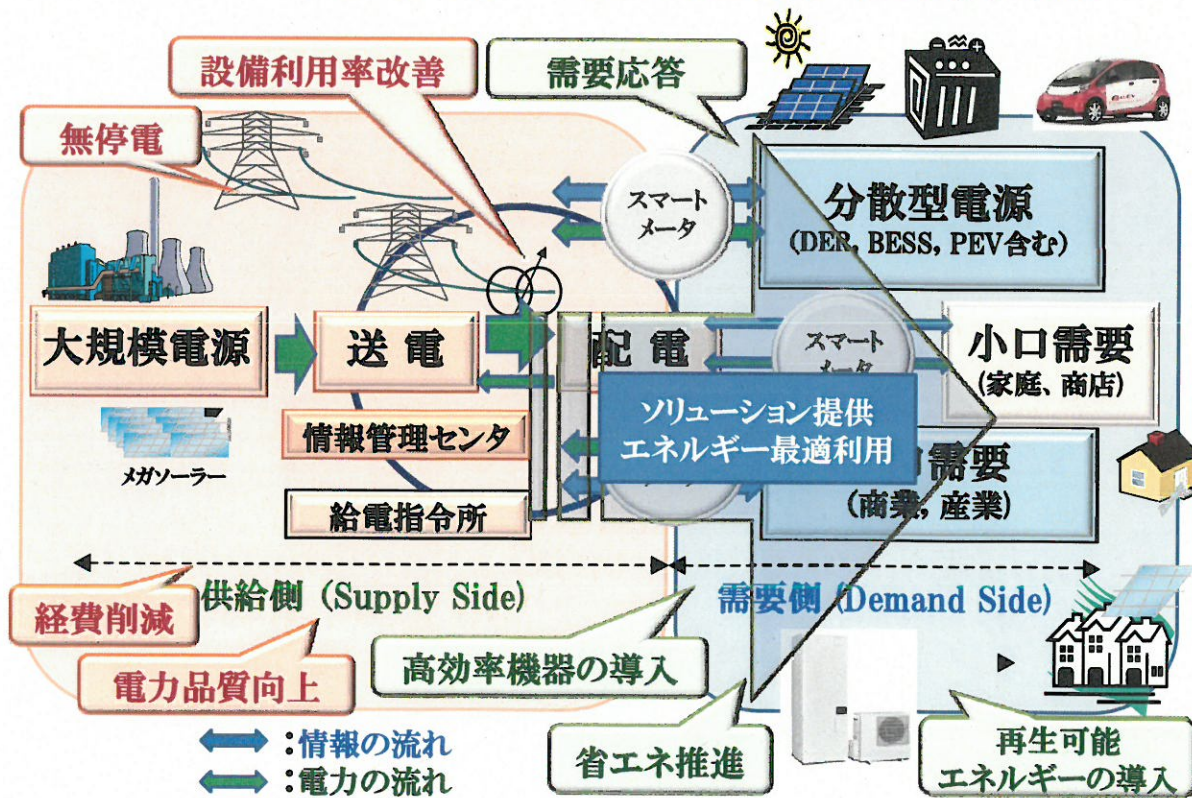 設備利用率改善
需要応答
無停電
スマート
メータ
分散型電源
(DER, BESS, PEV含む)
大規模電源
送電
配電
スマート
メータ
小口需要
(家庭、商店)
ソリューション提供
エネルギー最適利用
情報管理センタ
メガソーラー
需要
(商業, 産業)
給電指令所
供給側 (Supply Side)
需要側 (Demand Side)
経費削減
電力品質向上
高効率機器の導入
省エネ推進
再生可能
エネルギーの導入
:情報の流れ
:電力の流れ